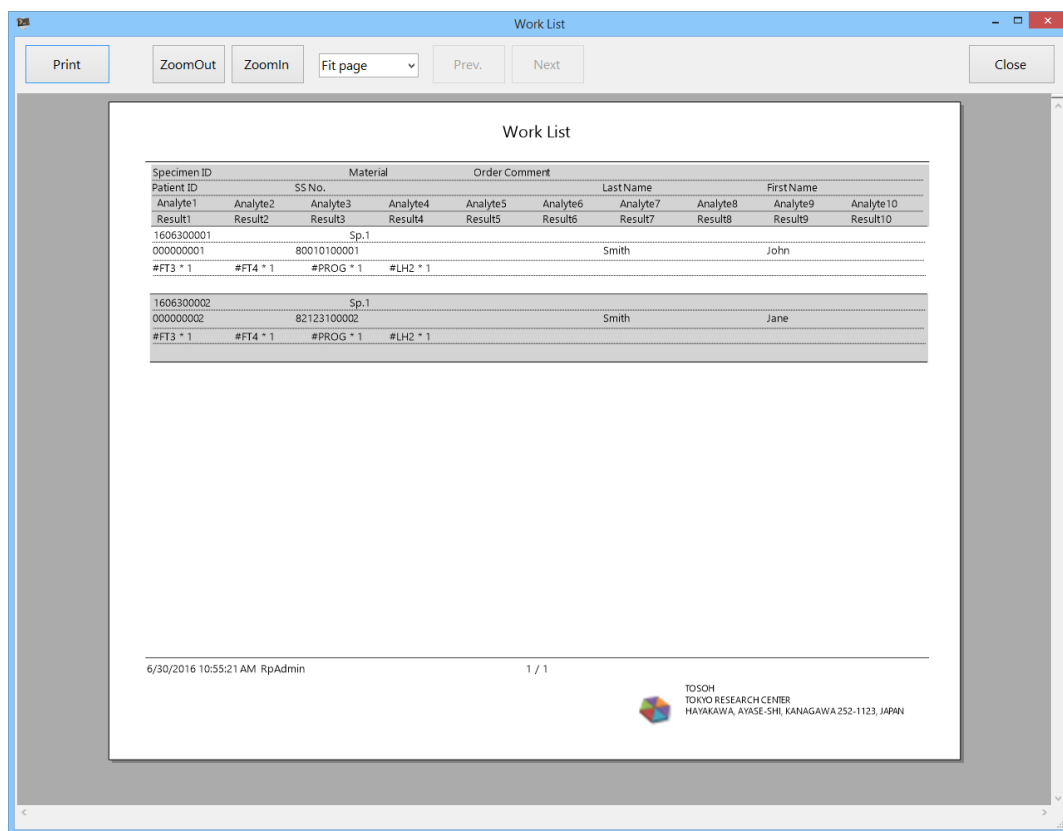 Work List
Print ZoomOut ZoomIn Fit page Prev. Next Close
Work List
Specimen ID Material Order Comment
Patient ID SS No. Last Name First Name
Analyte1 Analyte2 Analyte3 Analyte4 Analyte5 Analyte6 Analyte7 Analyte8 Analyte9 Analyte10
Result1 Result2 Result3 Result4 Result5 Result6 Result7 Result8 Result9 Result10
1606300001 Sp.1
000000001 80010100001 Smith John
#FT3 * 1 #FT4 * 1 #PROG * 1 #LH2 * 1
1606300002 Sp.1
000000002 82123100002 Smith Jane
#FT3 * 1 #FT4 * 1 #PROG * 1 #LH2 * 1
6/30/2016 10:55:21 AM RpAdmin 1 / 1
TOSOH
TOKYO RESEARCH CENTER
HAYAKAWA, AYASE-SHI, KANAGAWA 252-1123, JAPAN